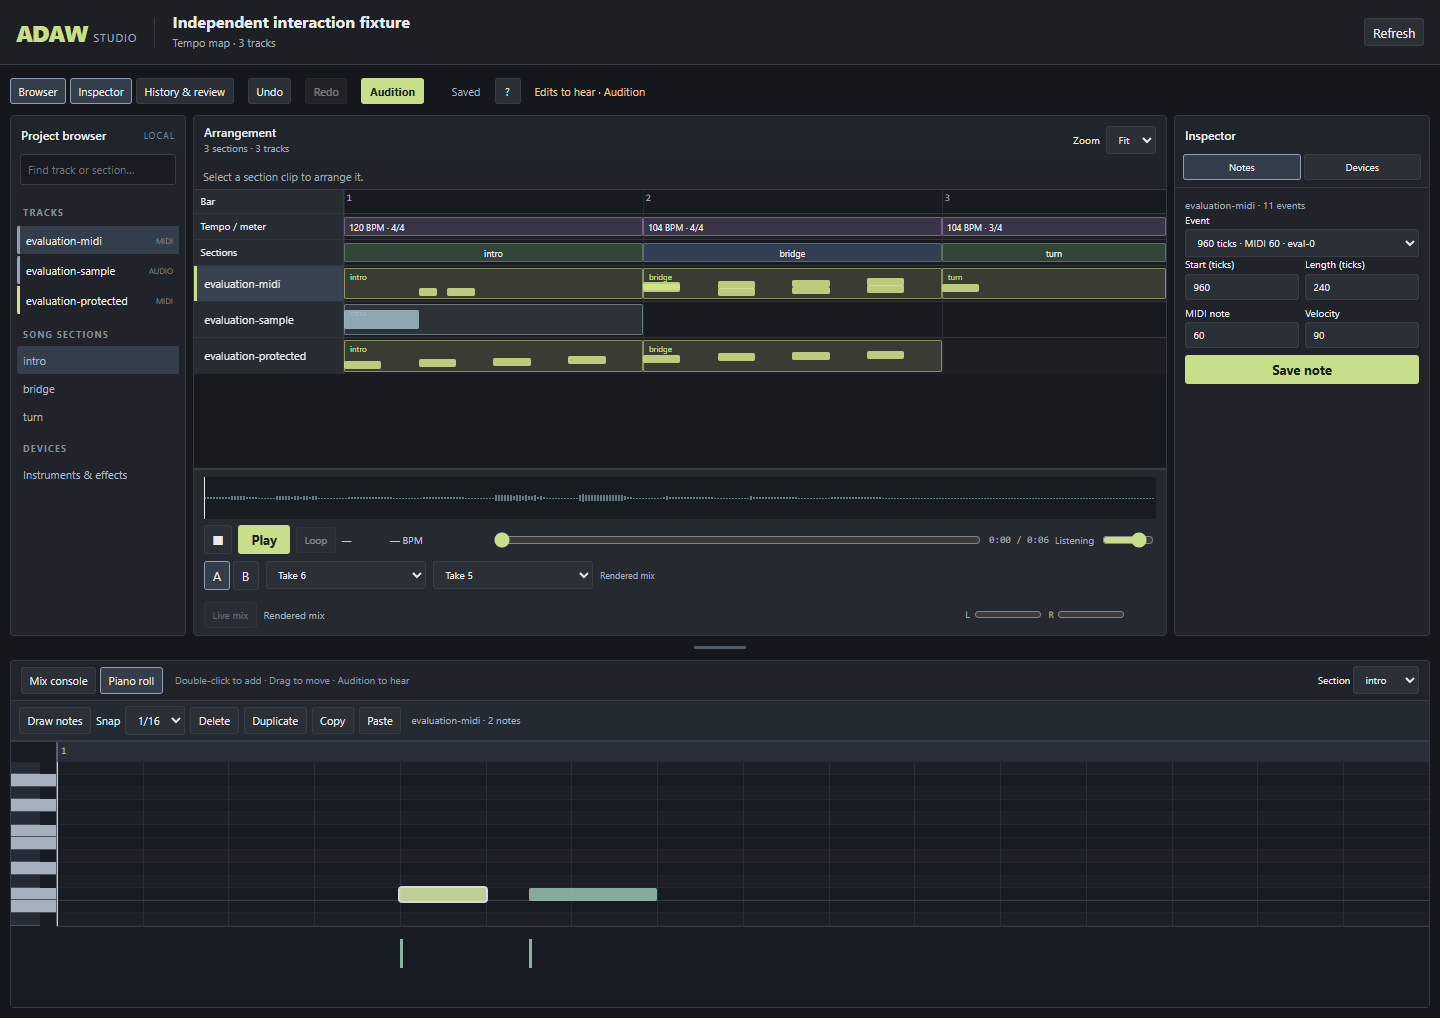 ADAW STUDIO
Independent interaction fixture
Tempo map · 3 tracks
Refresh
Browser
Inspector
History & review
Undo
Redo
Audition
Saved
?
Edits to hear · Audition
Project browser
LOCAL
Find track or section...
TRACKS
evaluation-midi MIDI
evaluation-sample AUDIO
evaluation-protected MIDI
SONG SECTIONS
intro
bridge
turn
DEVICES
Instruments & effects
Arrangement
3 sections · 3 tracks
Zoom Fit
Select a section clip to arrange it.
Bar 1 2 3
Tempo / meter 120 BPM · 4/4 104 BPM · 4/4 104 BPM · 3/4
Sections intro bridge turn
evaluation-midi intro bridge turn
evaluation-sample
evaluation-protected intro bridge
Play
Loop
—
— BPM
0:00 / 0:06
Listening
A
B
Take 6
Take 5
Rendered mix
Live mix
Rendered mix
L
R
Inspector
Notes
Devices
evaluation-midi · 11 events
Event
960 ticks · MIDI 60 · eval-0
Start (ticks) Length (ticks)
960 240
MIDI note Velocity
60 90
Save note
Mix console
Piano roll
Double-click to add · Drag to move · Audition to hear
Section intro
Draw notes
Snap 1/16
Delete
Duplicate
Copy
Paste
evaluation-midi · 2 notes
1